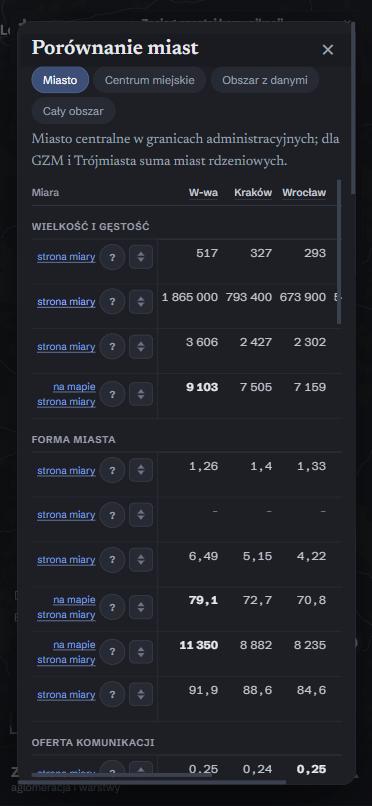 Porównanie miast ✕
Miasto Centrum miejskie Obszar z danymi
Cały obszar
Miasto centralne w granicach administracyjnych; dla
GZM i Trójmiasta suma miast rdzeniowych.
Miara W-wa Kraków Wrocław
WIELKOŚĆ I GĘSTOŚĆ
strona miary ? 517 327 293
strona miary ? 1 865 000 793 400 673 900
strona miary ? 3 606 2 427 2 302
na mapie
strona miary ? 9 103 7 505 7 159
FORMA MIASTA
strona miary ? 1,26 1,4 1,33
strona miary ? – – –
strona miary ? 6,49 5,15 4,22
na mapie
strona miary ? 79,1 72,7 70,8
na mapie
strona miary ? 11 350 8 882 8 235
strona miary ? 91,9 88,6 84,6
OFERTA KOMUNIKACJI
strona miary ? 0,25 0,24 0,25
aglomeracja i warstwy